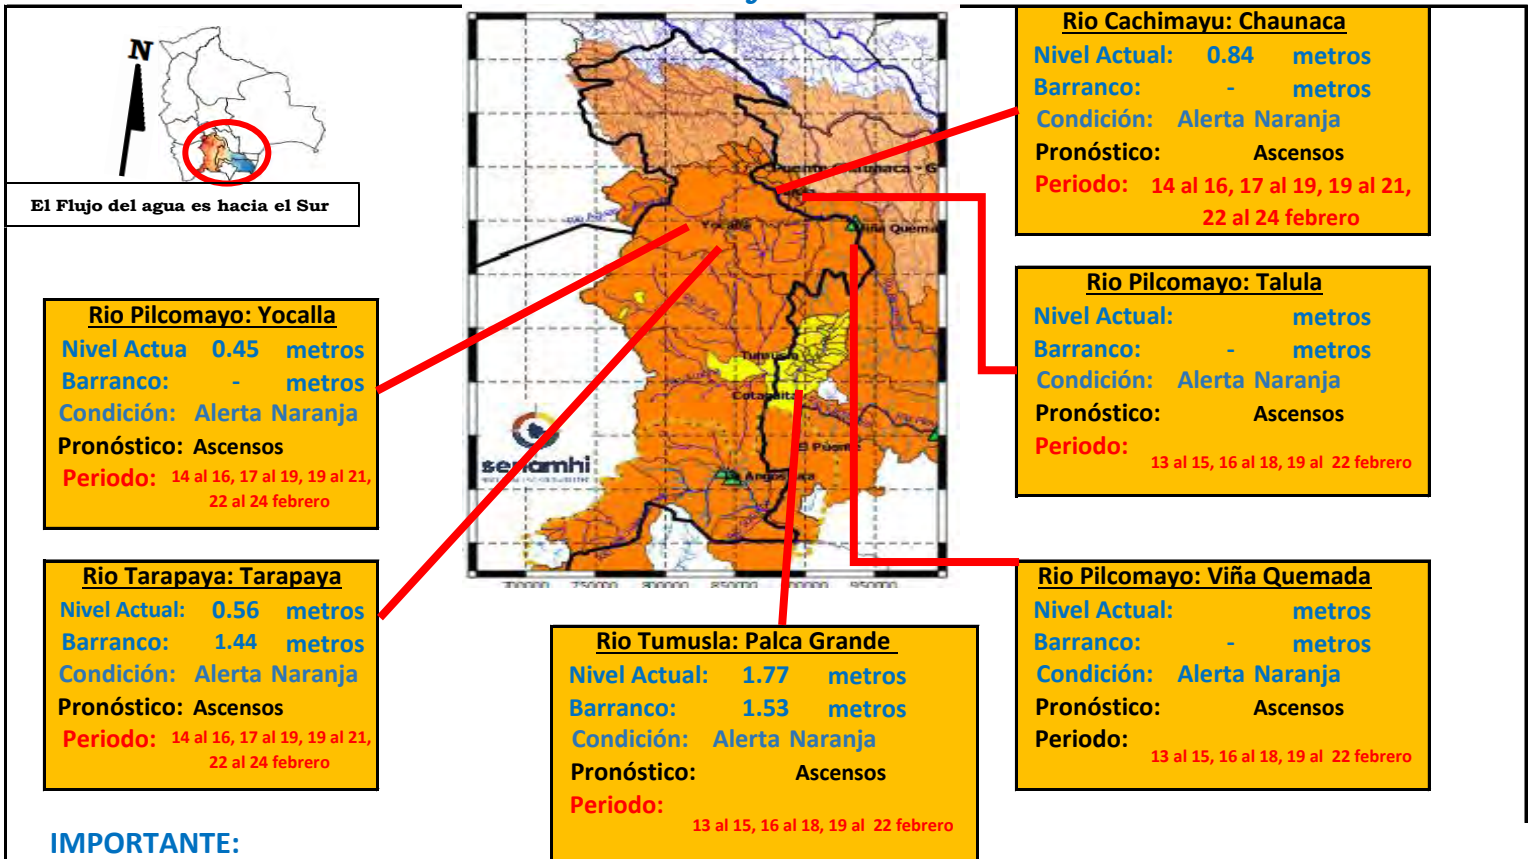 N
El Flujo del agua es hacia el Sur
Rio Cachimayu: Chaunaca
Nivel Actual: 0.84 metros
Barranco: - metros
Condición: Alerta Naranja
Pronóstico: Ascensos
Periodo: 14 al 16, 17 al 19, 19 al 21,
22 al 24 febrero
Rio Pilcomayo: Talula
Nivel Actual: metros
Barranco: - metros
Condición: Alerta Naranja
Pronóstico: Ascensos
Periodo:
13 al 15, 16 al 18, 19 al 22 febrero
Rio Pilcomayo: Yocalla
Nivel Actua 0.45 metros
Barranco: - metros
Condición: Alerta Naranja
Pronóstico: Ascensos
Periodo: 14 al 16, 17 al 19, 19 al 21,
22 al 24 febrero
Rio Tarapaya: Tarapaya
Nivel Actual: 0.56 metros
Barranco: 1.44 metros
Condición: Alerta Naranja
Pronóstico: Ascensos
Periodo: 14 al 16, 17 al 19, 19 al 21,
22 al 24 febrero
Rio Tumusla: Palca Grande
Nivel Actual: 1.77 metros
Barranco: 1.53 metros
Condición: Alerta Naranja
Pronóstico: Ascensos
Periodo:
13 al 15, 16 al 18, 19 al 22 febrero
Rio Pilcomayo: Viña Quemada
Nivel Actual: metros
Barranco: - metros
Condición: Alerta Naranja
Pronóstico: Ascensos
Periodo:
13 al 15, 16 al 18, 19 al 22 febrero
Viña Quema
Tumusla
Cotagaita
El Puente
senamhi
750000 800000 850000 950000
IMPORTANTE: